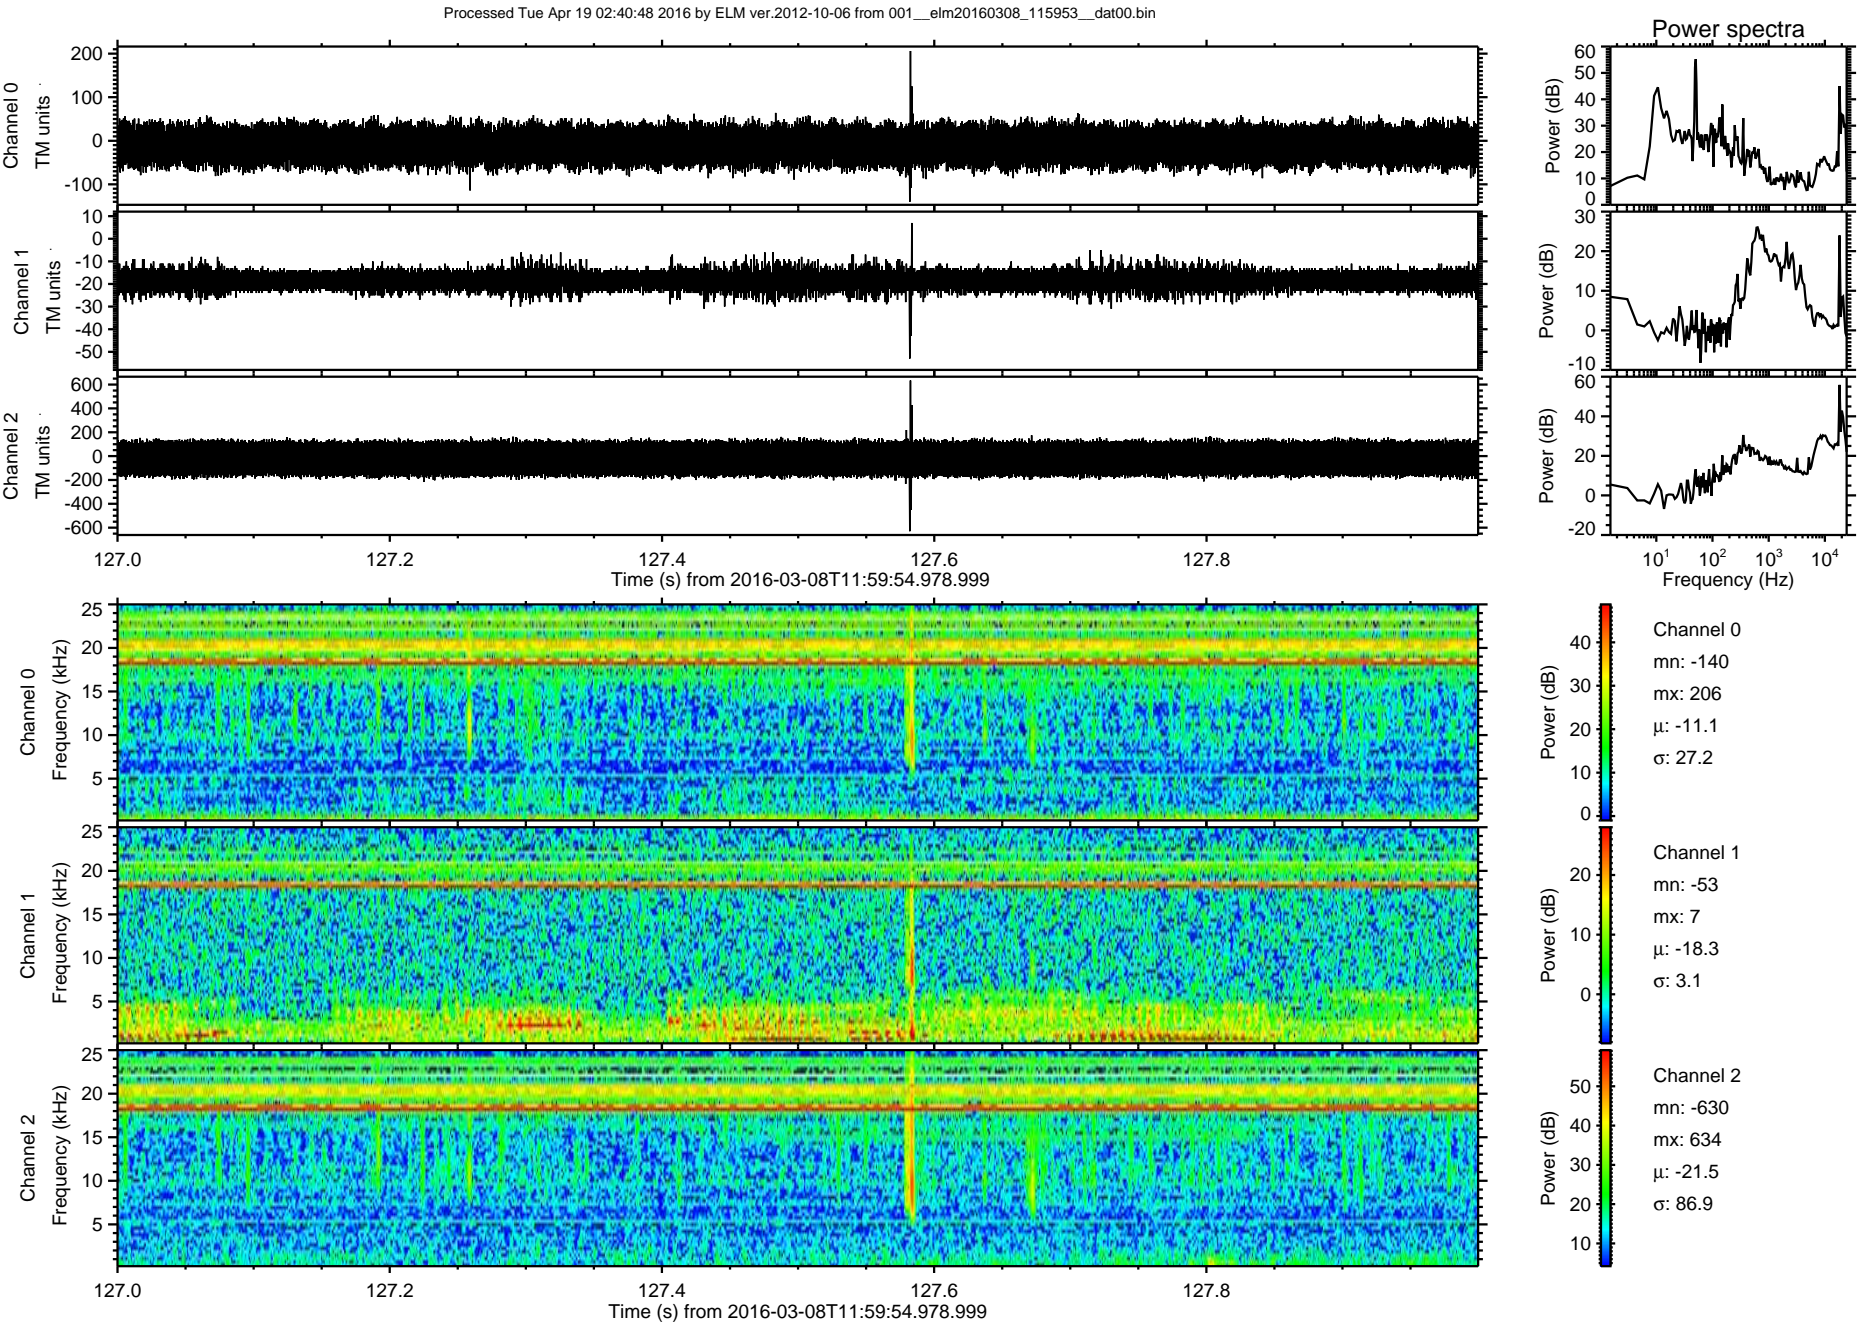 Processed Tue Apr 19 02:40:48 2016 by ELM ver.2012-10-06 from 001__elm20160308_115953__dat00.bin
Power spectra
Channel 0
TM units
200
100
0
-100
Power (dB)
60
50
40
30
20
10
0
Channel 1
TM units
10
0
-10
-20
-30
-40
-50
Power (dB)
30
20
10
0
-10
Channel 2
TM units
600
400
200
0
-200
-400
-600
Power (dB)
60
40
20
0
-20
127.0 127.2 127.4 127.6 127.8
Time (s) from 2016-03-08T11:59:54.978.999
10^1 10^2 10^3 10^4
Frequency (Hz)
Channel 0
Frequency (kHz)
25
20
15
10
5
Power (dB)
40
30
20
10
0
Channel 0
mn: -140
mx: 206
μ: -11.1
σ: 27.2
Channel 1
Frequency (kHz)
25
20
15
10
5
Power (dB)
20
10
0
Channel 1
mn: -53
mx: 7
μ: -18.3
σ: 3.1
Channel 2
Frequency (kHz)
25
20
15
10
5
Power (dB)
50
40
30
20
10
Channel 2
mn: -630
mx: 634
μ: -21.5
σ: 86.9
127.0 127.2 127.4 127.6 127.8
Time (s) from 2016-03-08T11:59:54.978.999